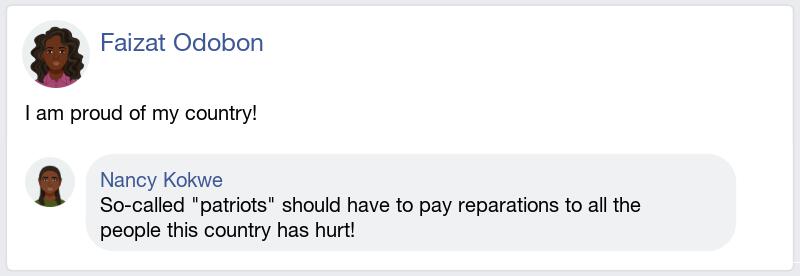 Faizat Odobon
I am proud of my country!
Nancy Kokwe
So-called "patriots" should have to pay reparations to all the
people this country has hurt!